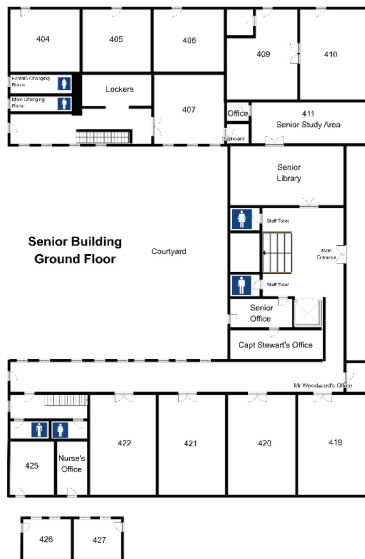 404
405
406
409
410
Female Changing
Room
Male Changing
Room
Lockers
407
Office
Cupboard
411
Senior Study Area
Senior
Library
Senior Building
Ground Floor
Courtyard
Staff Toilet
Main
Entrance
Staff Toilet
Senior
Office
Capt Stewart's Office
Mr Woodward's Office
422
421
420
419
425
Nurse's
Office
426
427